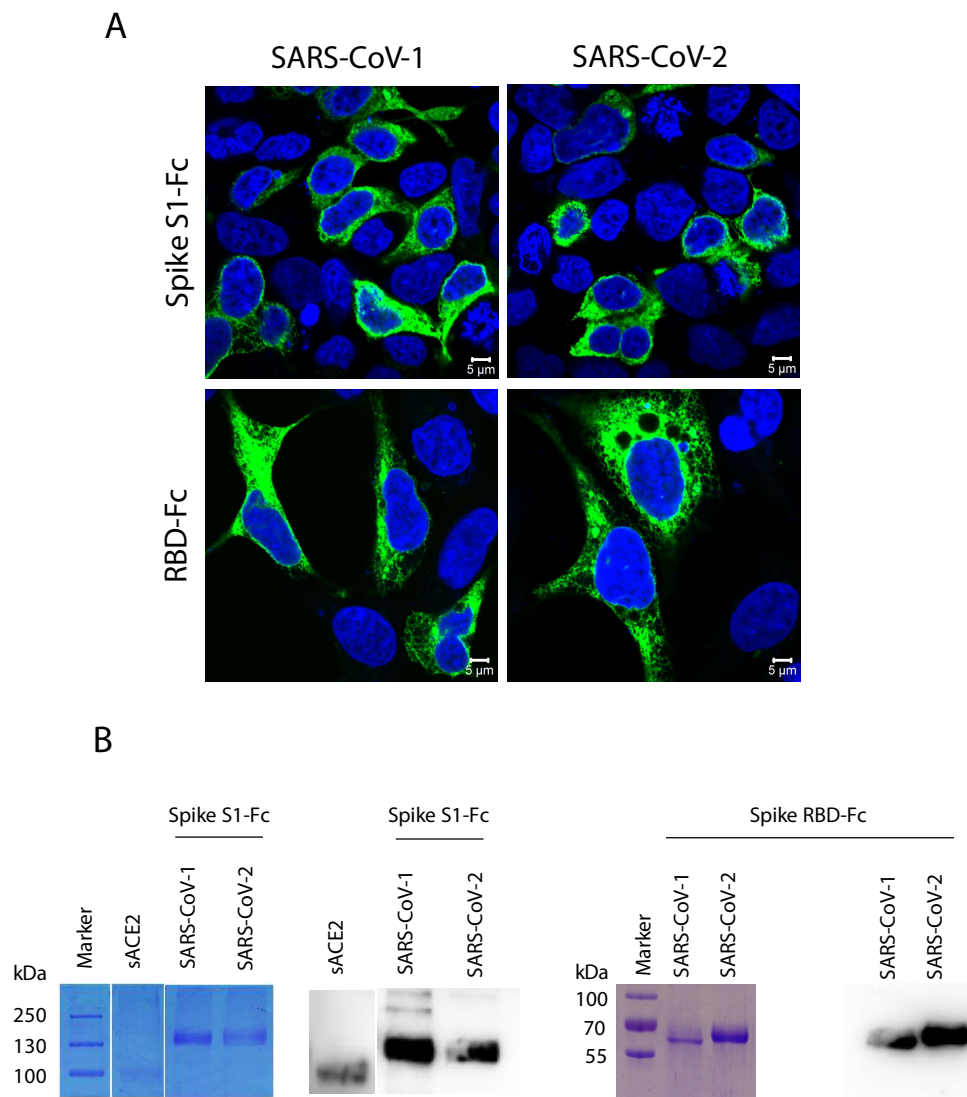 A
SARS-CoV-1 SARS-CoV-2
Spike S1-Fc
5 µm 5 µm
RBD-Fc
5 µm 5 µm
B
Spike S1-Fc Spike S1-Fc Spike RBD-Fc
Marker sACE2 SARS-CoV-1 SARS-CoV-2 sACE2 SARS-CoV-1 SARS-CoV-2 Marker SARS-CoV-1 SARS-CoV-2 SARS-CoV-1 SARS-CoV-2
kDa kDa
250 100
130 70
100 55